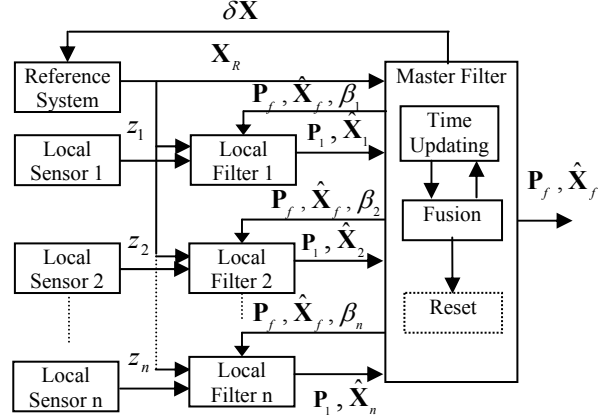 δX
Reference
System
X_R
Master Filter
P_f , X̂_f , β_1
z_1
Local
Sensor 1
Local
Filter 1
P_1 , X̂_1
Time
Updating
P_f , X̂_f
P_f , X̂_f , β_2
Fusion
z_2
Local
Sensor 2
Local
Filter 2
P_1 , X̂_2
Reset
P_f , X̂_f , β_n
z_n
Local
Sensor n
Local
Filter n
P_1 , X̂_n